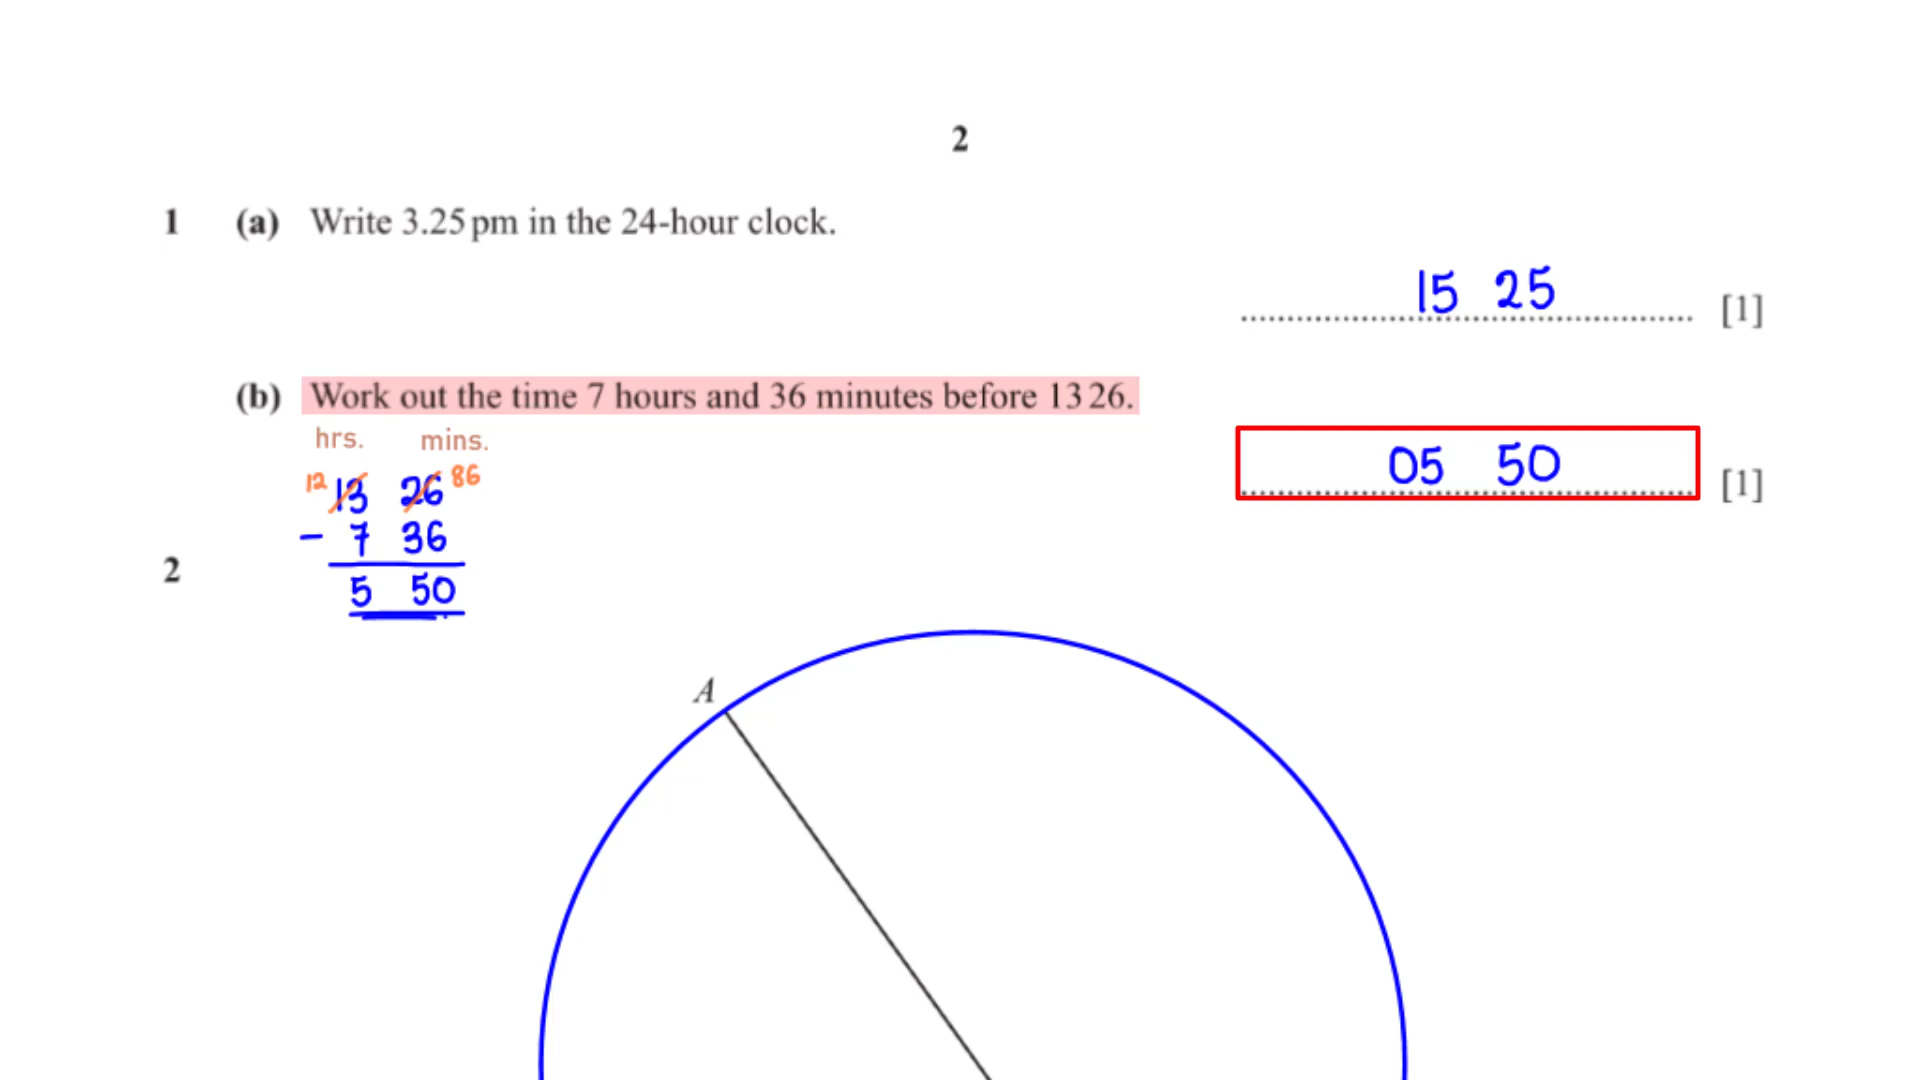 2
1 (a) Write 3.25 pm in the 24-hour clock.
15 25
[1]
(b) Work out the time 7 hours and 36 minutes before 13 26.
hrs. mins.
12 13 26 86
- 7 36
5 50
05 50
[1]
2
A